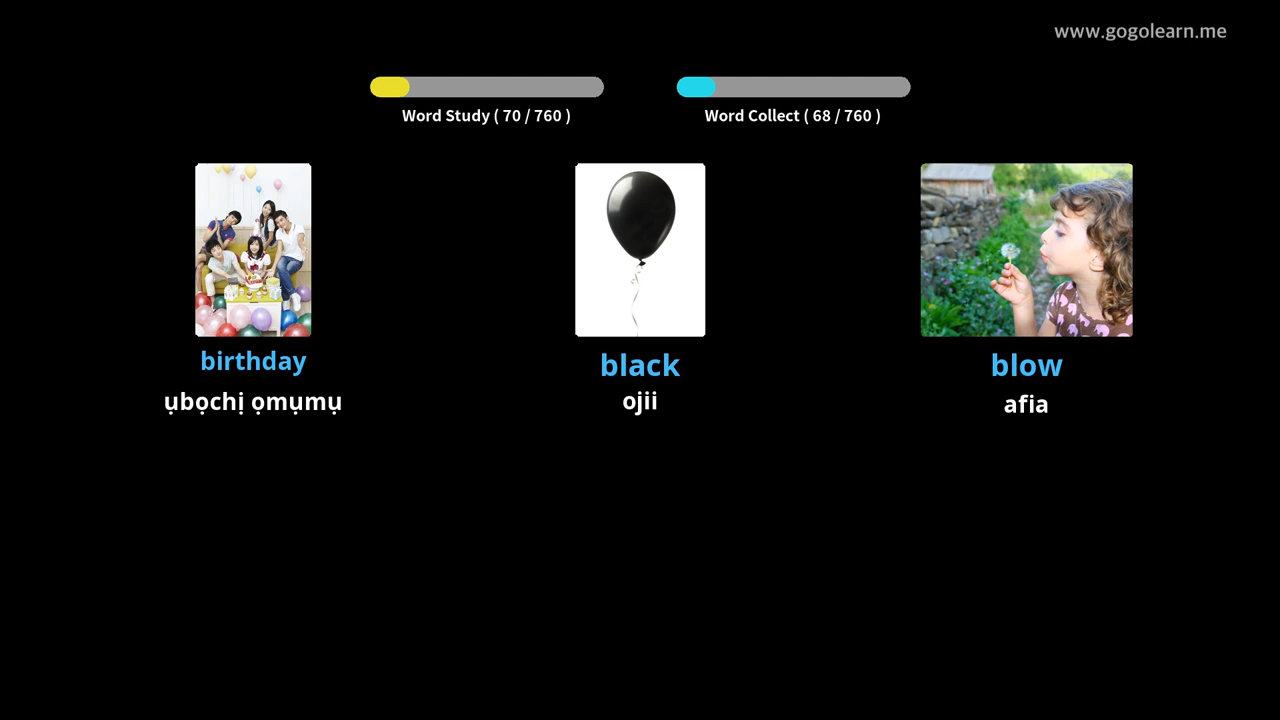 www.gogolearn.me
Word Study ( 70 / 760 )
Word Collect ( 68 / 760 )
birthday
ụbọchị ọmụmụ
black
ojii
blow
afia